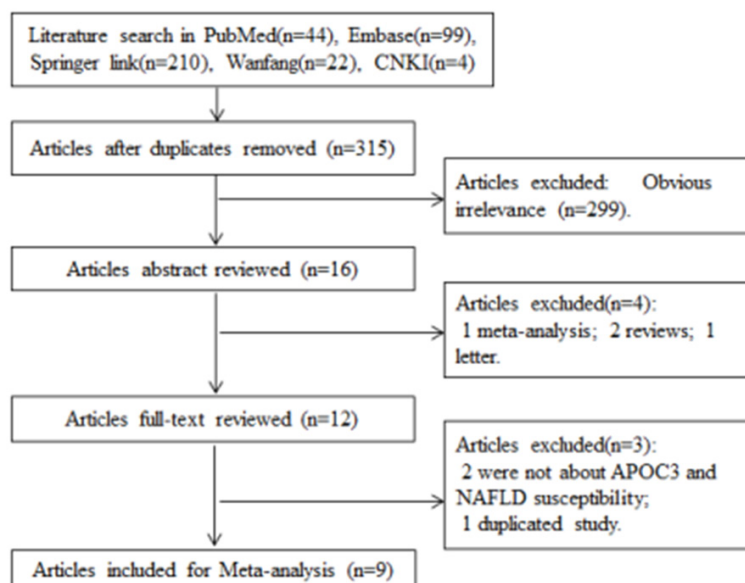 Literature search in PubMed(n=44), Embase(n=99),
Springer link(n=210), Wanfang(n=22), CNKI(n=4)
Articles after duplicates removed (n=315)
Articles excluded: Obvious
irrelevance (n=299).
Articles abstract reviewed (n=16)
Articles excluded(n=4):
1 meta-analysis; 2 reviews; 1
letter.
Articles full-text reviewed (n=12)
Articles excluded(n=3):
2 were not about APOC3 and
NAFLD susceptibility;
1 duplicated study.
Articles included for Meta-analysis (n=9)